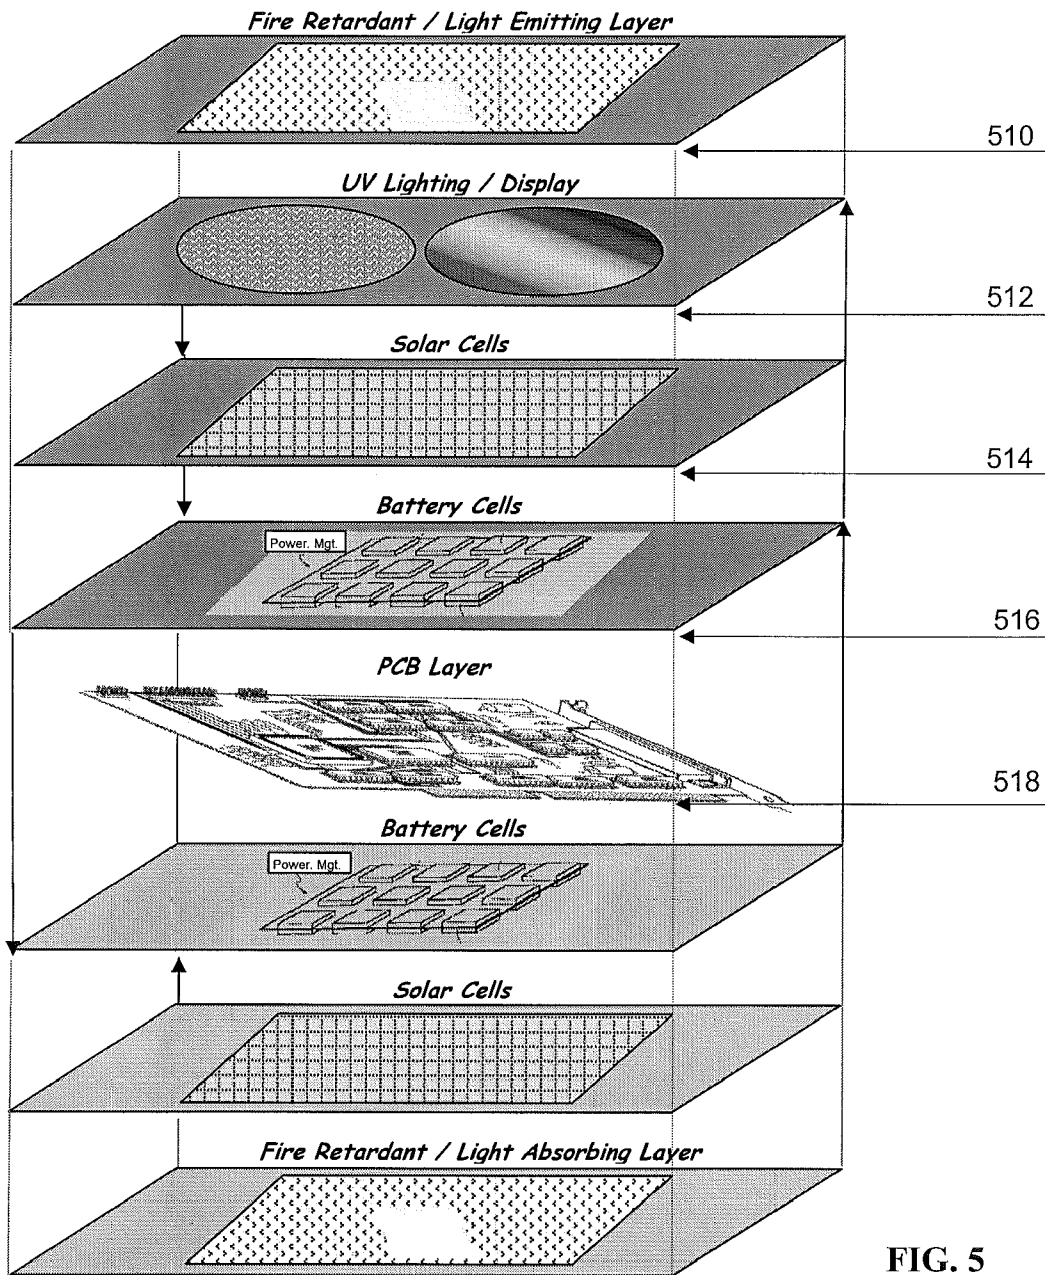 Fire Retardant / Light Emitting Layer
510
UV Lighting / Display
512
Solar Cells
514
Battery Cells
Power. Mgt.
516
PCB Layer
518
Battery Cells
Power. Mgt.
Solar Cells
Fire Retardant / Light Absorbing Layer
FIG. 5